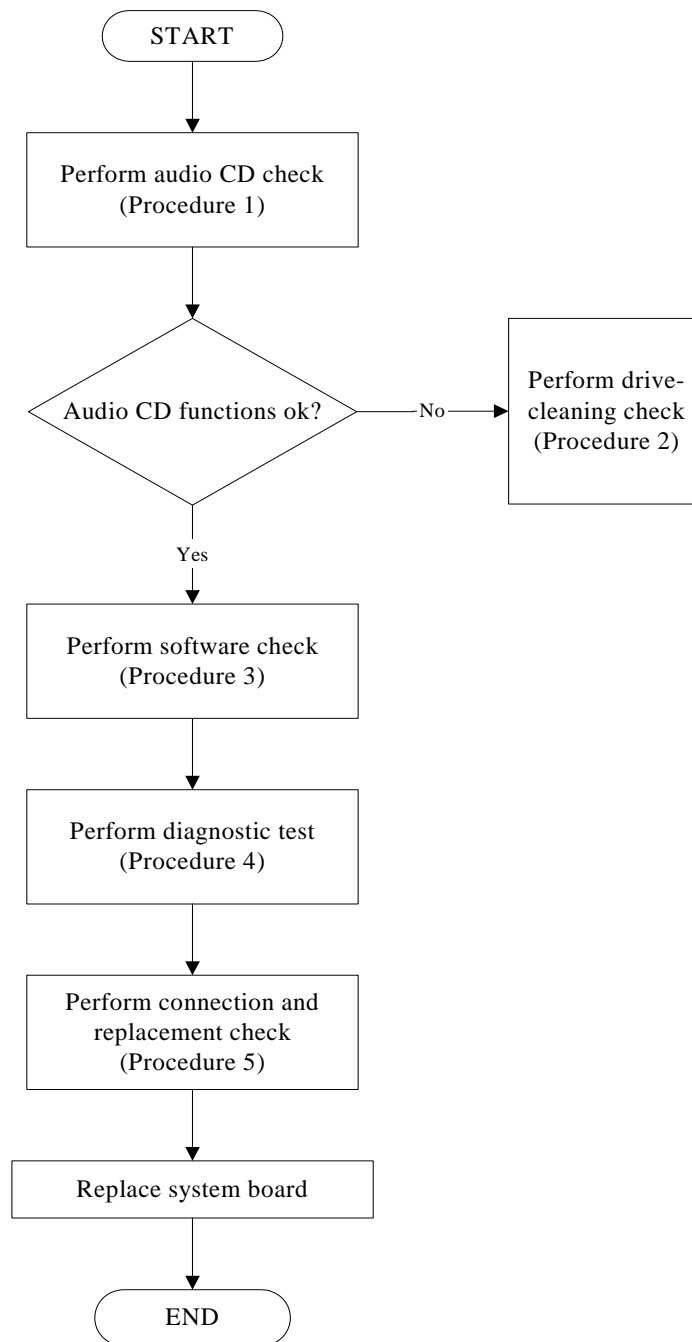 START
Perform audio CD check
(Procedure 1)
Audio CD functions ok?
No
Perform drive-
cleaning check
(Procedure 2)
Yes
Perform software check
(Procedure 3)
Perform diagnostic test
(Procedure 4)
Perform connection and
replacement check
(Procedure 5)
Replace system board
END